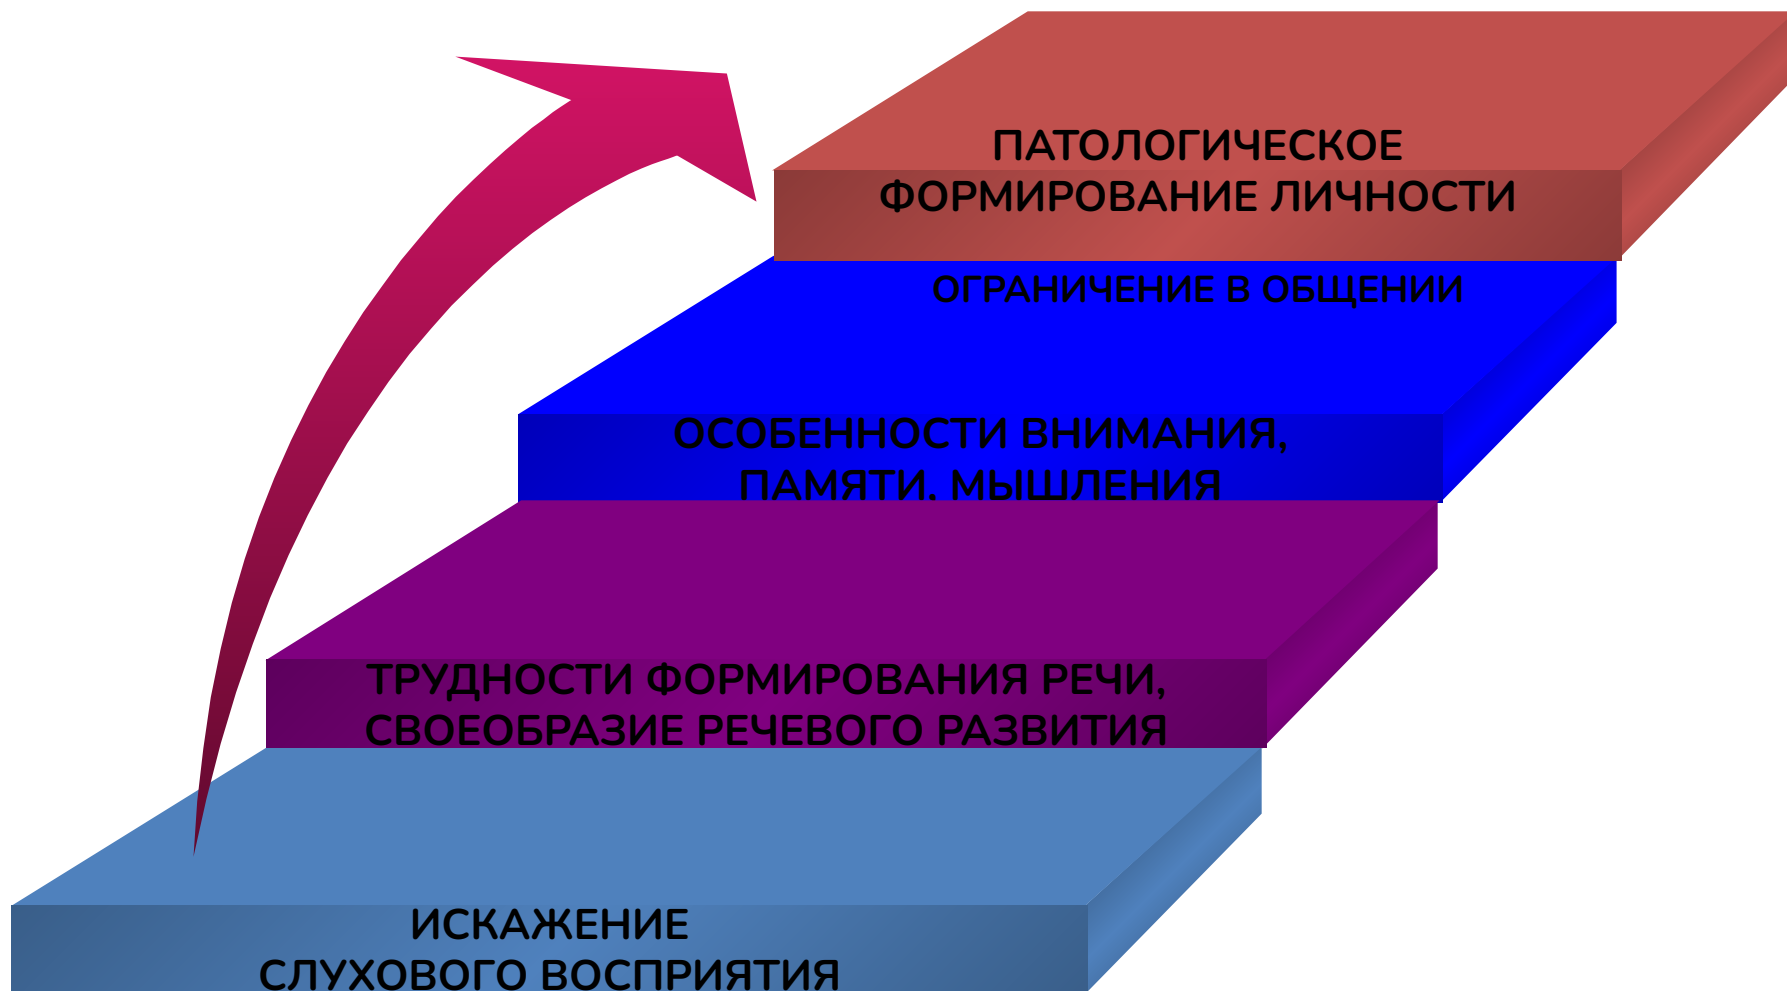 ПАТОЛОГИЧЕСКОЕ
ФОРМИРОВАНИЕ ЛИЧНОСТИ
ОГРАНИЧЕНИЕ В ОБЩЕНИИ
ОСОБЕННОСТИ ВНИМАНИЯ,
ПАМЯТИ, МЫШЛЕНИЯ
ТРУДНОСТИ ФОРМИРОВАНИЯ РЕЧИ,
СВОЕОБРАЗИЕ РЕЧЕВОГО РАЗВИТИЯ
ИСКАЖЕНИЕ
СЛУХОВОГО ВОСПРИЯТИЯ